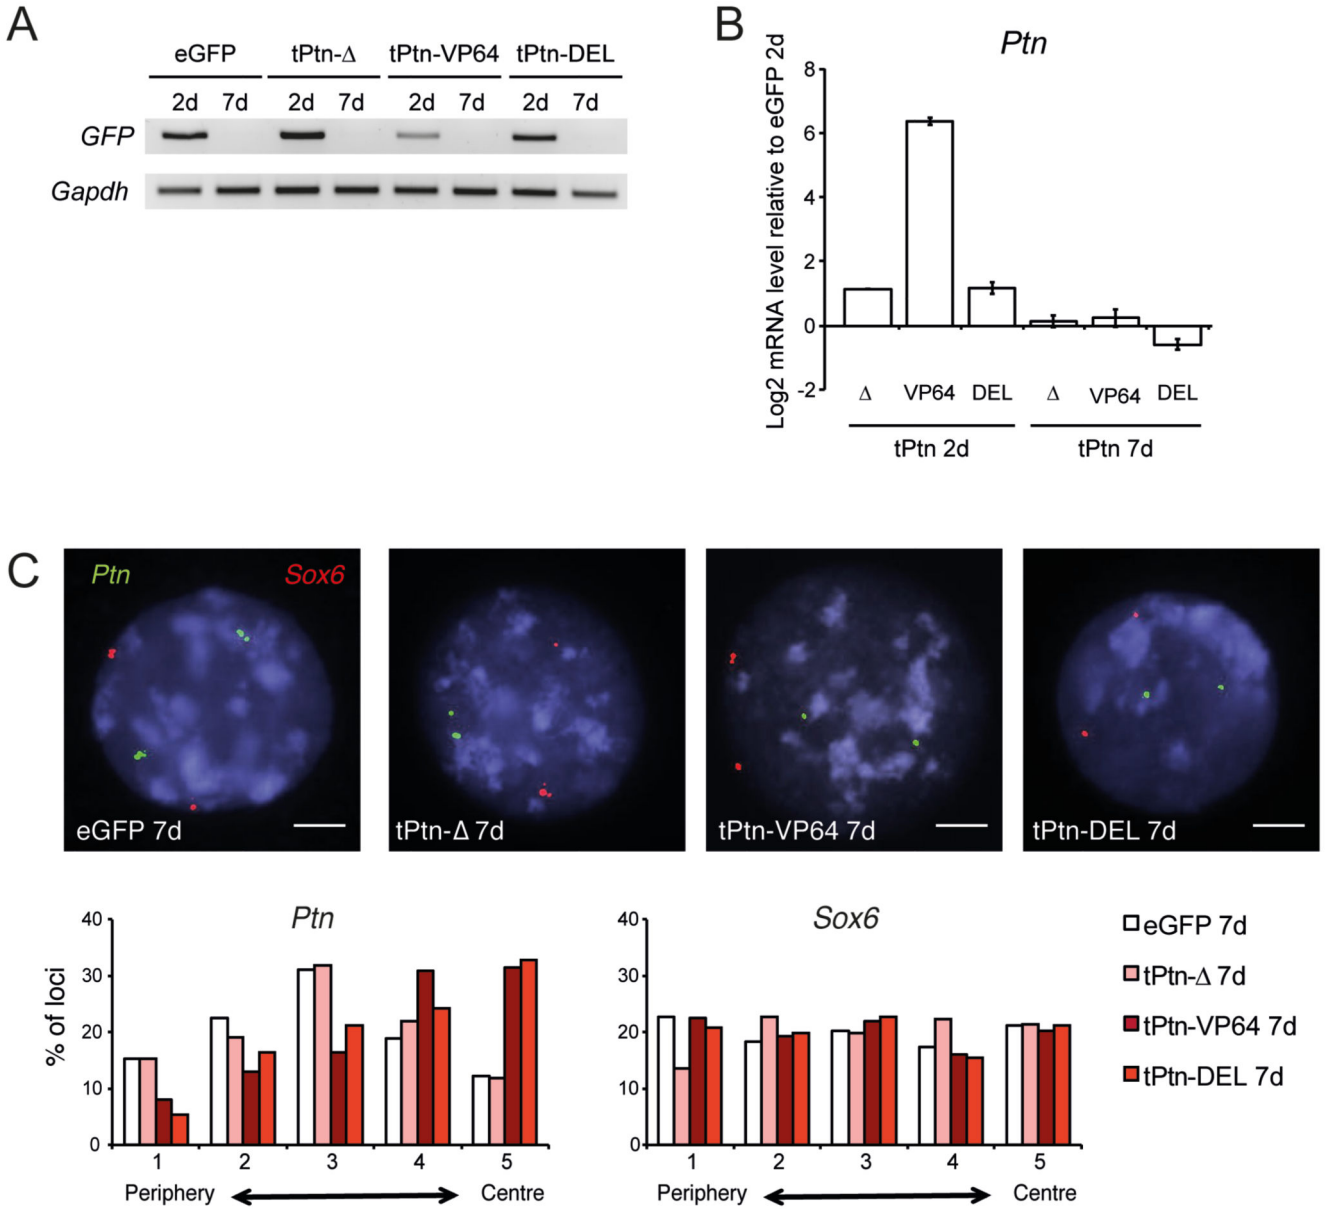 A
eGFP tPtn-Δ tPtn-VP64 tPtn-DEL
2d 7d 2d 7d 2d 7d 2d 7d
GFP
Gapdh
B
Ptn
Log2 mRNA level relative to eGFP 2d
8
6
4
2
0
-2
Δ VP64 DEL Δ VP64 DEL
tPtn 2d tPtn 7d
C
Ptn Sox6
eGFP 7d tPtn-Δ 7d tPtn-VP64 7d tPtn-DEL 7d
Ptn
% of loci
40
30
20
10
0
1 2 3 4 5
Periphery Centre
Sox6
40
30
20
10
0
1 2 3 4 5
Periphery Centre
eGFP 7d
tPtn-Δ 7d
tPtn-VP64 7d
tPtn-DEL 7d